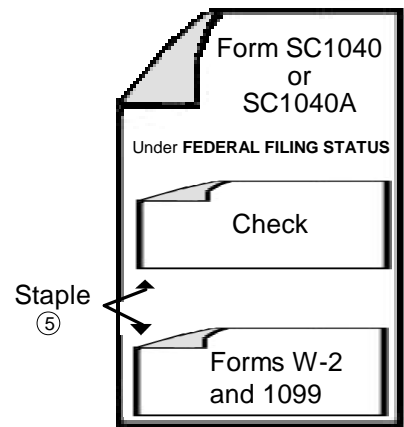 Form SC1040
or
SC1040A
Under FEDERAL FILING STATUS
Check
Staple
⑤
Forms W-2
and 1099